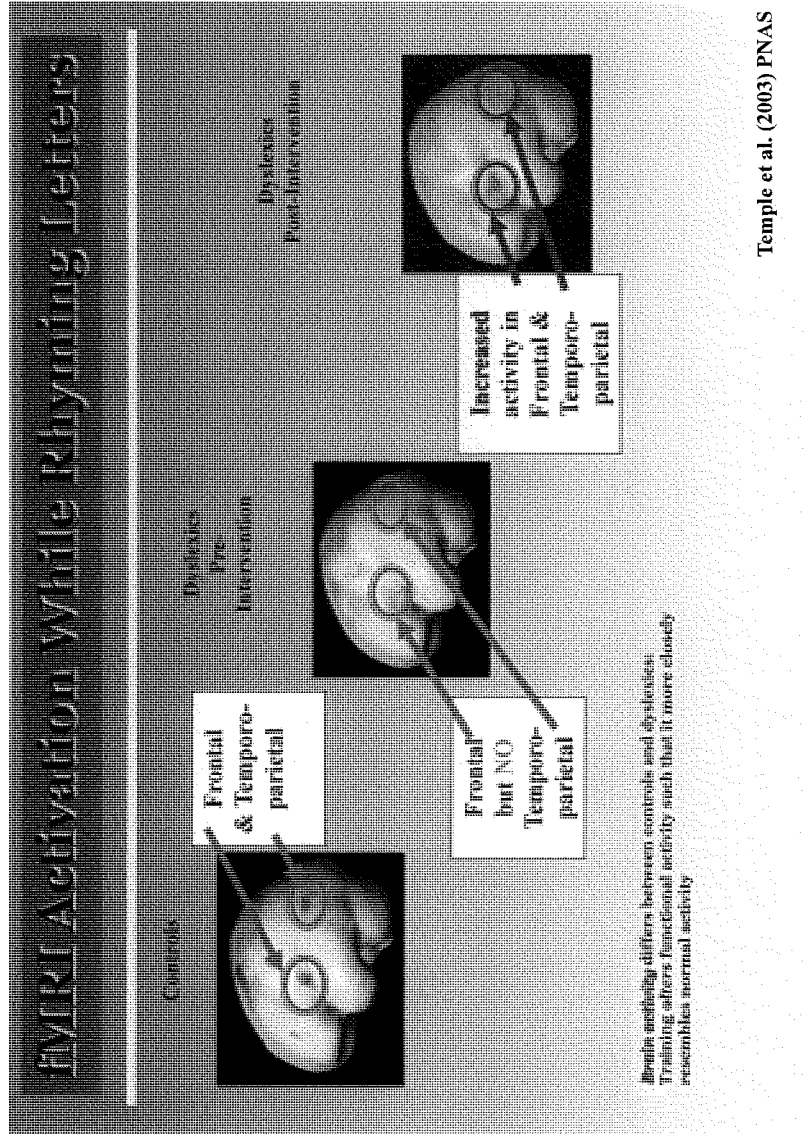 fMRI Activation While Rhyming Letters
Controls
Frontal
& Temporo-
parietal
Dyslexics
Pre-
Intervention
Frontal
but NO
Temporo-
parietal
Dyslexics
Post-Intervention
Increased
activity in
Frontal &
Temporo-
parietal
Brain activity differs between controls and dyslexics:
Training alters functional activity such that it more closely
resembles normal activity
Temple et al. (2003) PNAS